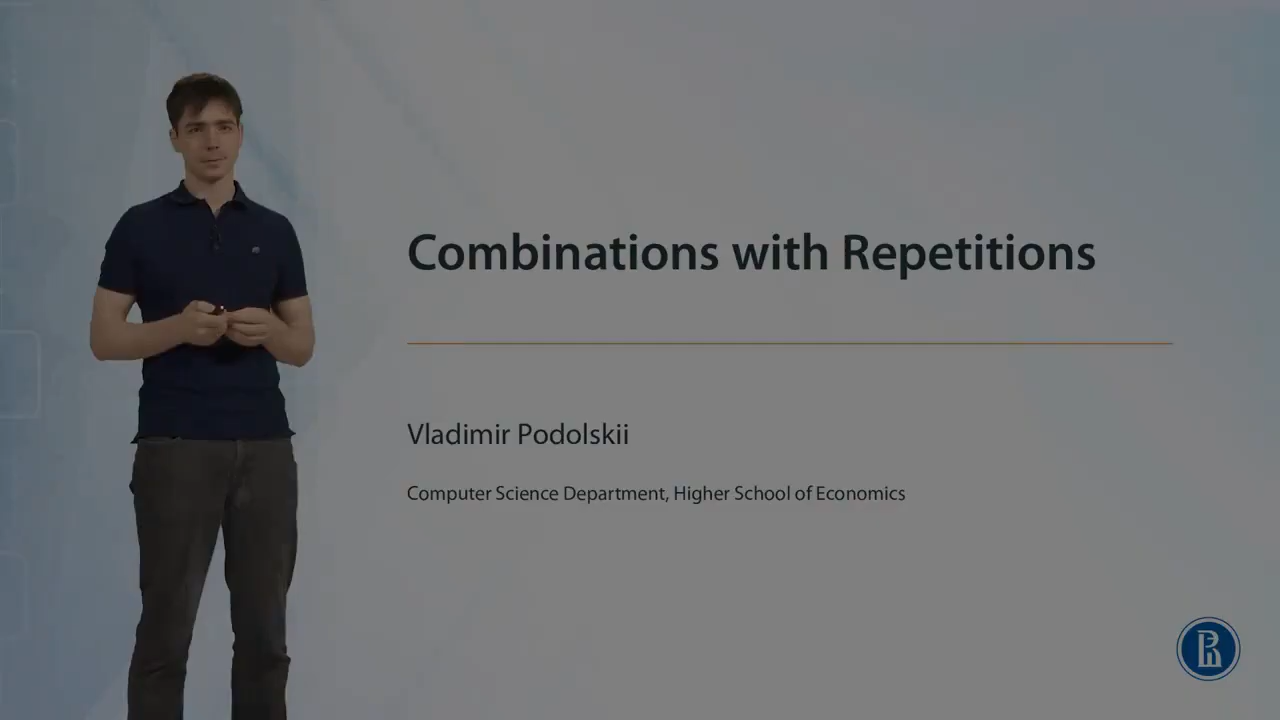 Combinations with Repetitions
Vladimir Podolskii
Computer Science Department, Higher School of Economics